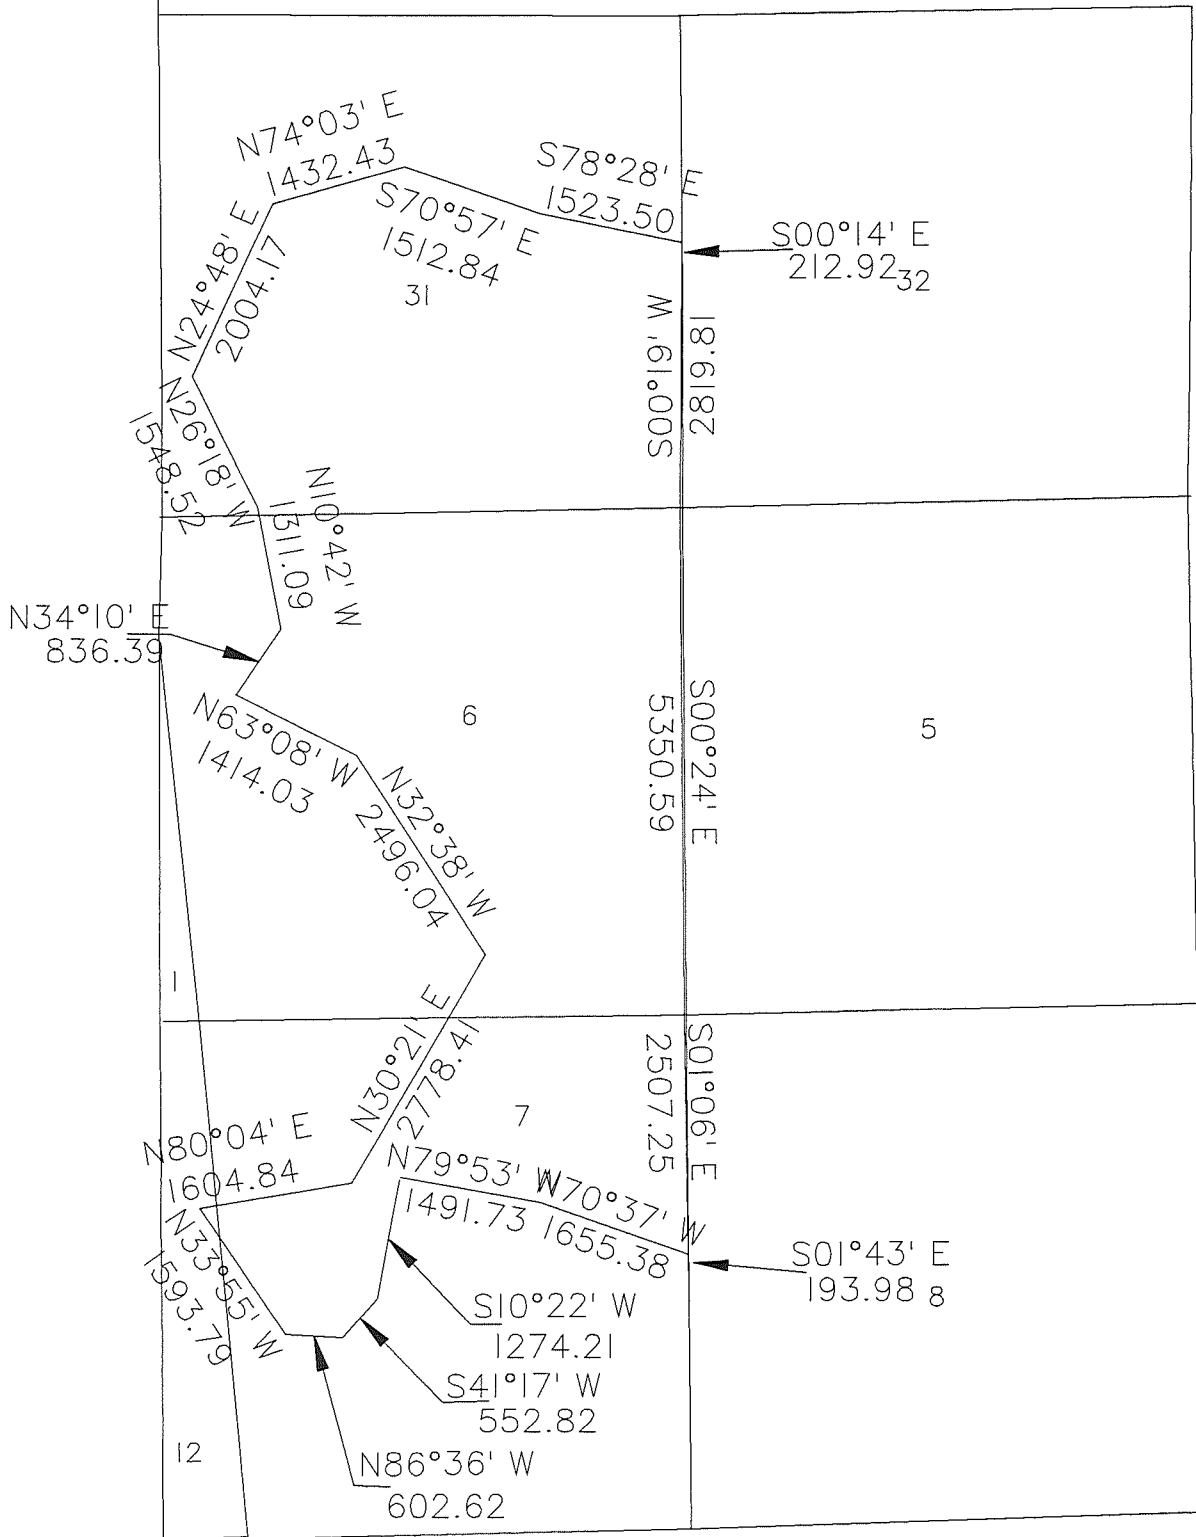 N74°03' E
1432.43
S78°28' E
1523.50
S70°57' E
1512.84
S00°14' E
212.92
32
31
N24°48' E
2004.17
S00°19' W
2819.81
N26°18' W
1548.52
N10°42' W
1311.09
N34°10' E
836.39
N63°08' W
1414.03
6
S00°24' E
5350.59
5
N32°38' W
2496.04
1
N30°21' E
2778.41
S01°06' E
2507.25
7
N80°04' E
1604.84
N79°53' W
1491.73
N70°37' W
1655.38
S01°43' E
193.98
8
N33°55' W
1593.79
S10°22' W
1274.21
S41°17' W
552.82
12
N86°36' W
602.62